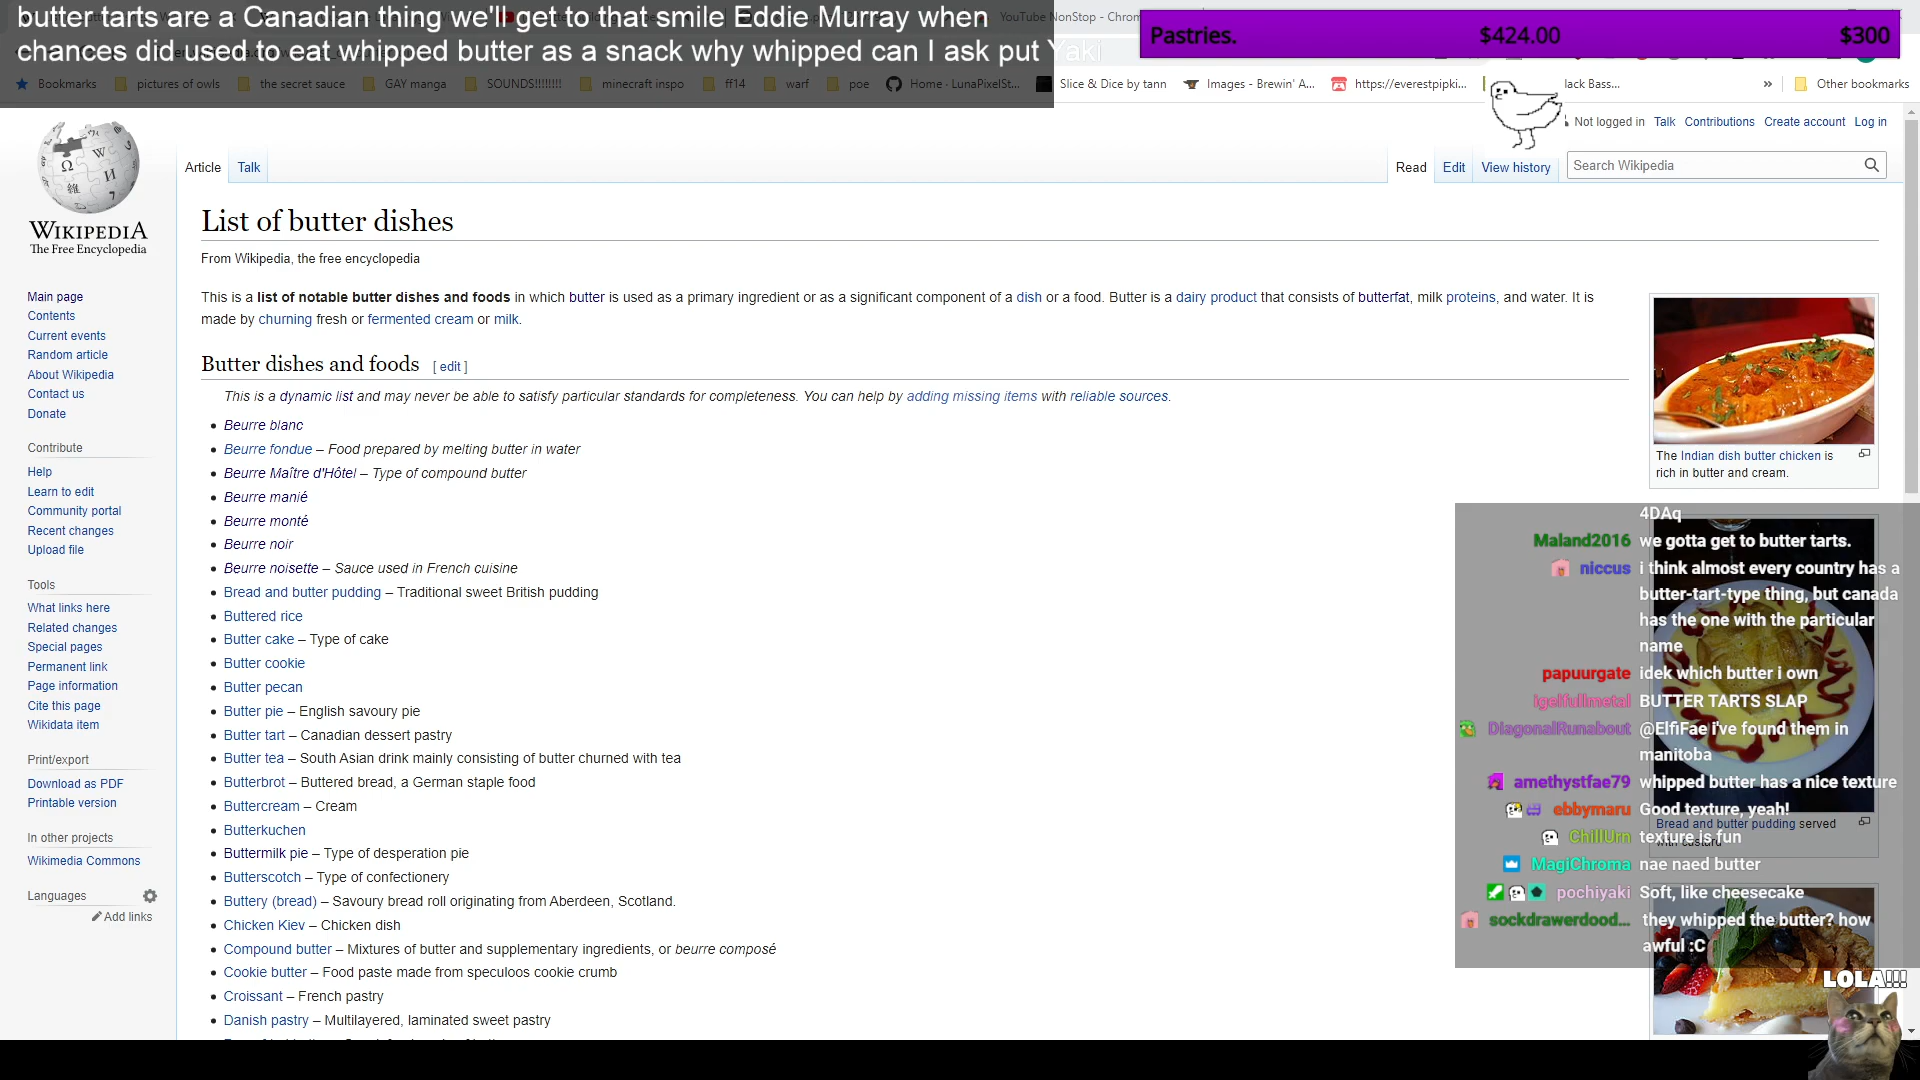 butter tarts are a Canadian thing we'll get to that smile Eddie Murray when
chances did used to eat whipped butter as a snack why whipped can I ask put Yaki
YouTube NonStop - Chrom
Pastries. $424.00 $300
Bookmarks pictures of owls the secret sauce GAY manga SOUNDS!!!!!!!! minecraft inspo ff14 warf poe Home · LunaPixelSt... Slice & Dice by tann Images - Brewin' A... https://everestpipki... lack Bass... » Other bookmarks
Not logged in Talk Contributions Create account Log in
Article Talk Read Edit View history Search Wikipedia
WIKIPEDIA
The Free Encyclopedia
Main page
Contents
Current events
Random article
About Wikipedia
Contact us
Donate
Contribute
Help
Learn to edit
Community portal
Recent changes
Upload file
Tools
What links here
Related changes
Special pages
Permanent link
Page information
Cite this page
Wikidata item
Print/export
Download as PDF
Printable version
In other projects
Wikimedia Commons
Languages
Add links
List of butter dishes
From Wikipedia, the free encyclopedia
This is a list of notable butter dishes and foods in which butter is used as a primary ingredient or as a significant component of a dish or a food. Butter is a dairy product that consists of butterfat, milk proteins, and water. It is
made by churning fresh or fermented cream or milk.
Butter dishes and foods [ edit ]
This is a dynamic list and may never be able to satisfy particular standards for completeness. You can help by adding missing items with reliable sources.
• Beurre blanc
• Beurre fondue – Food prepared by melting butter in water
• Beurre Maître d'Hôtel – Type of compound butter
• Beurre manié
• Beurre monté
• Beurre noir
• Beurre noisette – Sauce used in French cuisine
• Bread and butter pudding – Traditional sweet British pudding
• Buttered rice
• Butter cake – Type of cake
• Butter cookie
• Butter pecan
• Butter pie – English savoury pie
• Butter tart – Canadian dessert pastry
• Butter tea – South Asian drink mainly consisting of butter churned with tea
• Butterbrot – Buttered bread, a German staple food
• Buttercream – Cream
• Butterkuchen
• Buttermilk pie – Type of desperation pie
• Butterscotch – Type of confectionery
• Buttery (bread) – Savoury bread roll originating from Aberdeen, Scotland.
• Chicken Kiev – Chicken dish
• Compound butter – Mixtures of butter and supplementary ingredients, or beurre composé
• Cookie butter – Food paste made from speculoos cookie crumb
• Croissant – French pastry
• Danish pastry – Multilayered, laminated sweet pastry
The Indian dish butter chicken is
rich in butter and cream.
4DAq
Maland2016 we gotta get to butter tarts.
niccus i think almost every country has a
butter-tart-type thing, but canada
has the one with the particular
name
papuurgate idek which butter i own
igelfullmetal BUTTER TARTS SLAP
DiagonalRunabout @ElfiFae i've found them in
manitoba
amethystfae79 whipped butter has a nice texture
ebbymaru Good texture, yeah!
Bread and butter pudding served
with custard
ChillUrn texture is fun
MagiChroma nae naed butter
pochiyaki Soft, like cheesecake
sockdrawerdood... they whipped the butter? how
awful :C
LOLA!!!